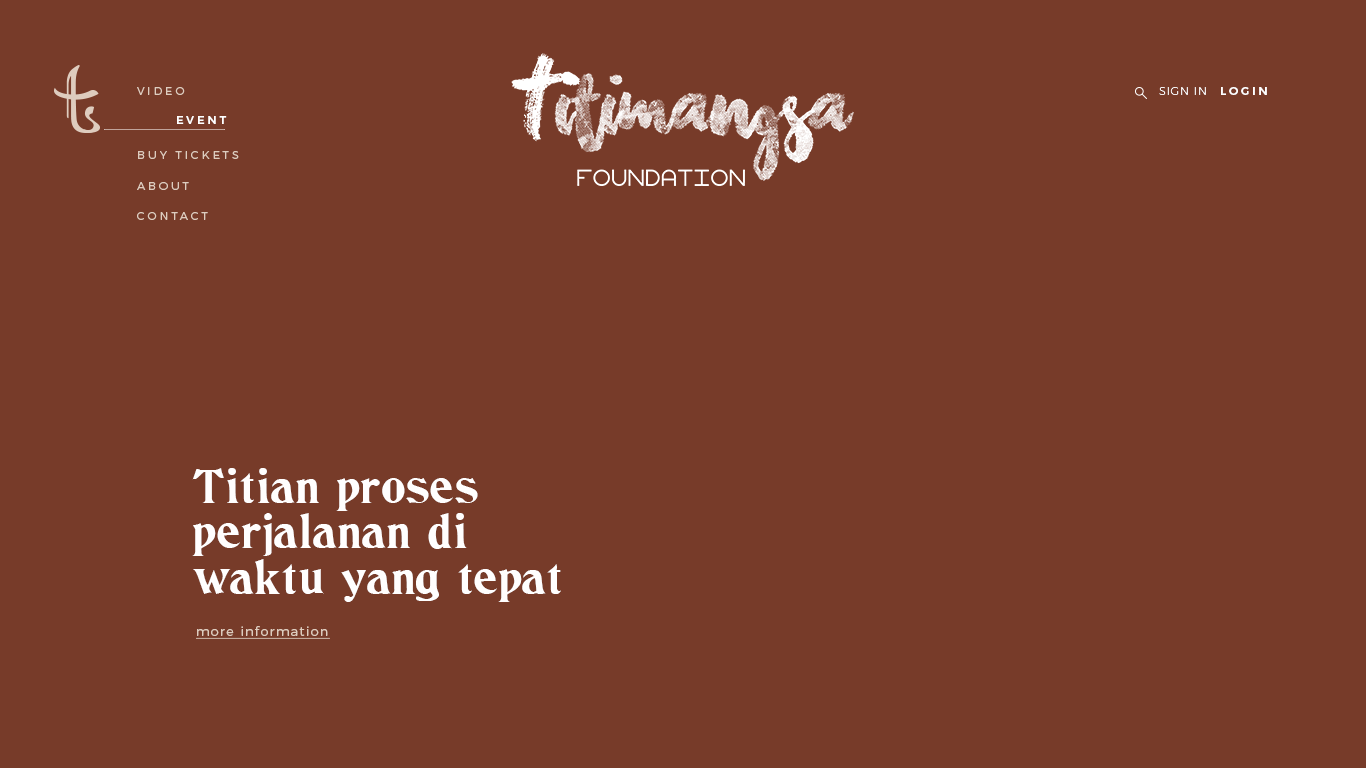 ts
VIDEO
EVENT
BUY TICKETS
ABOUT
CONTACT
titimangsa
FOUNDATION
SIGN IN LOGIN
Titian proses
perjalanan di
waktu yang tepat
more information